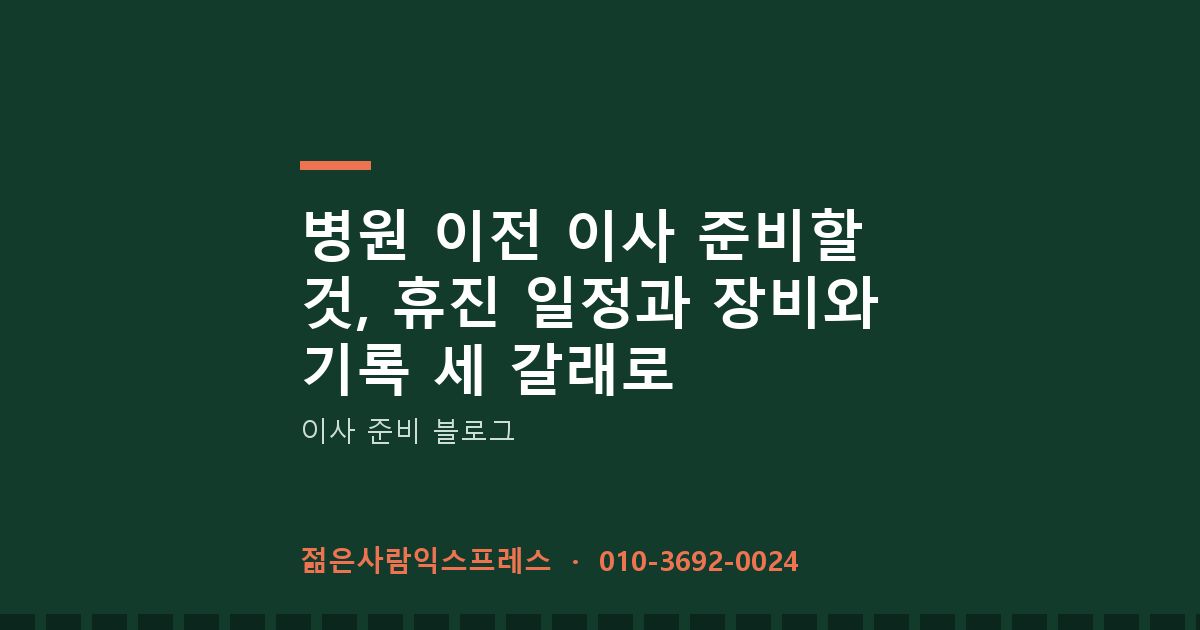 병원 이전 이사 준비할
것, 휴진 일정과 장비와
기록 세 갈래로
이사 준비 블로그
젊은사람익스프레스 · 010-3692-0024